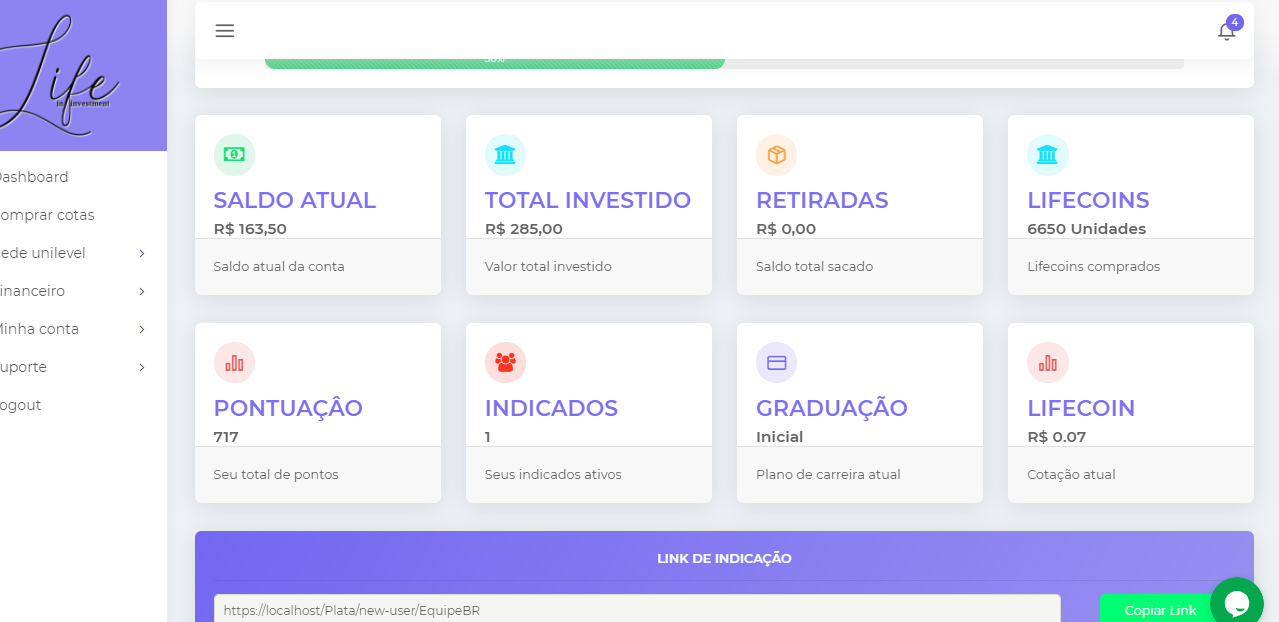 4
50%
Life
in investment
Dashboard
omprar cotas
ede unilevel
inanceiro
Minha conta
uporte
ogout
SALDO ATUAL
R$ 163,50
Saldo atual da conta
TOTAL INVESTIDO
R$ 285,00
Valor total investido
RETIRADAS
R$ 0,00
Saldo total sacado
LIFECOINS
6650 Unidades
Lifecoins comprados
PONTUAÇÂO
717
Seu total de pontos
INDICADOS
1
Seus indicados ativos
GRADUAÇÃO
Inicial
Plano de carreira atual
LIFECOIN
R$ 0.07
Cotação atual
LINK DE INDICAÇÃO
https://localhost/Plata/new-user/EquipeBR
Copiar Link